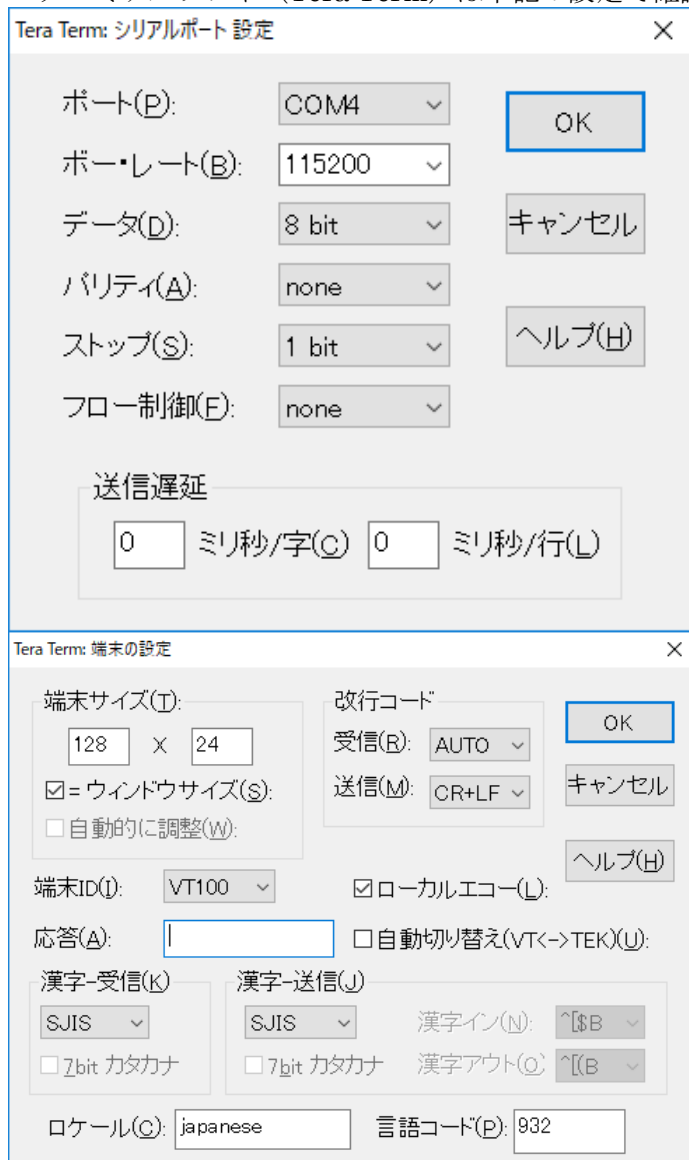 (Tera Term)
Tera Term: シリアルポート 設定
ポート(P): COM4
OK
ボー・レート(B): 115200
データ(D): 8 bit
キャンセル
パリティ(A): none
ストップ(S): 1 bit
ヘルプ(H)
フロー制御(F): none
送信遅延
0 ミリ秒/字(C) 0 ミリ秒/行(L)
Tera Term: 端末の設定
端末サイズ(T):
128 X 24
☑= ウィンドウサイズ(S):
□自動的に調整(W):
改行コード
受信(R): AUTO
送信(M): CR+LF
OK
キャンセル
ヘルプ(H)
端末ID(I): VT100
☑ローカルエコー(L):
応答(A):
□自動切り替え(VT<->TEK)(U):
漢字-受信(K)
SJIS
□7bit カタカナ
漢字-送信(J)
SJIS
□7bit カタカナ
漢字イン(N): ^[$B
漢字アウト(O) ^[(B
ロケール(C): japanese
言語コード(P): 932